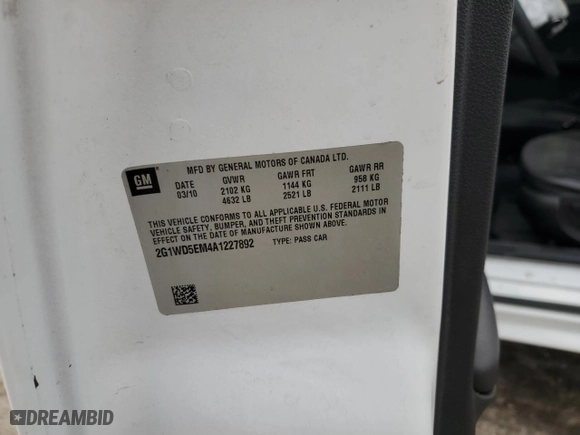 GM
MFD BY GENERAL MOTORS OF CANADA LTD.
DATE GVWR GAWR FRT GAWR RR
03/10 2102 KG 1144 KG 958 KG
4632 LB 2521 LB 2111 LB
THIS VEHICLE CONFORMS TO ALL APPLICABLE U.S. FEDERAL MOTOR
VEHICLE SAFETY, BUMPER, AND THEFT PREVENTION STANDARDS IN
EFFECT ON THE DATE OF MANUFACTURE SHOWN ABOVE.
2G1WD5EM4A1227892 TYPE: PASS CAR
DREAMBID